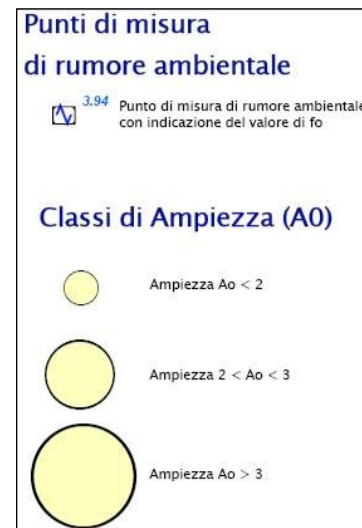 Punti di misura
di rumore ambientale
3.94 Punto di misura di rumore ambientale
con indicazione del valore di fo
Classi di Ampiezza (A0)
Ampiezza Ao < 2
Ampiezza 2 < Ao < 3
Ampiezza Ao > 3